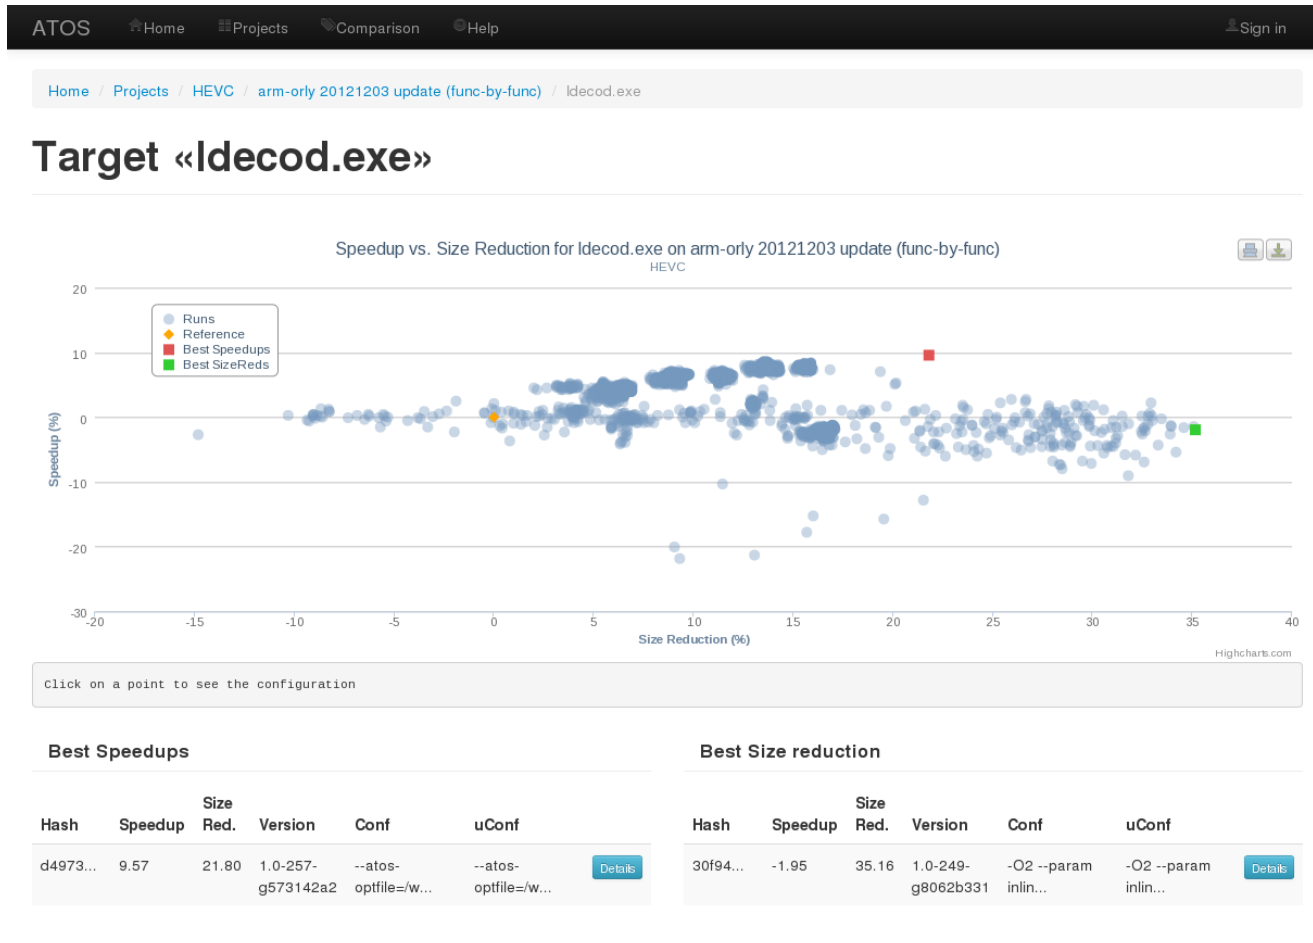 ATOS Home Projects Comparison Help Sign in
Home / Projects / HEVC / arm-orly 20121203 update (func-by-func) / ldecod.exe
Target «ldecod.exe»
Speedup vs. Size Reduction for ldecod.exe on arm-orly 20121203 update (func-by-func)
HEVC
Runs
Reference
Best Speedups
Best SizeReds
20
10
0
-10
-20
-30
Speedup (%)
-20 -15 -10 -5 0 5 10 15 20 25 30 35 40
Size Reduction (%)
Highcharts.com
Click on a point to see the configuration
Best Speedups
Hash Speedup Size Red. Version Conf uConf
d4973... 9.57 21.80 1.0-257-g573142a2 --atos-optfile=/w... --atos-optfile=/w... Details
Best Size reduction
Hash Speedup Size Red. Version Conf uConf
30f94... -1.95 35.16 1.0-249-g8062b331 -O2 --param inlin... -O2 --param inlin... Details